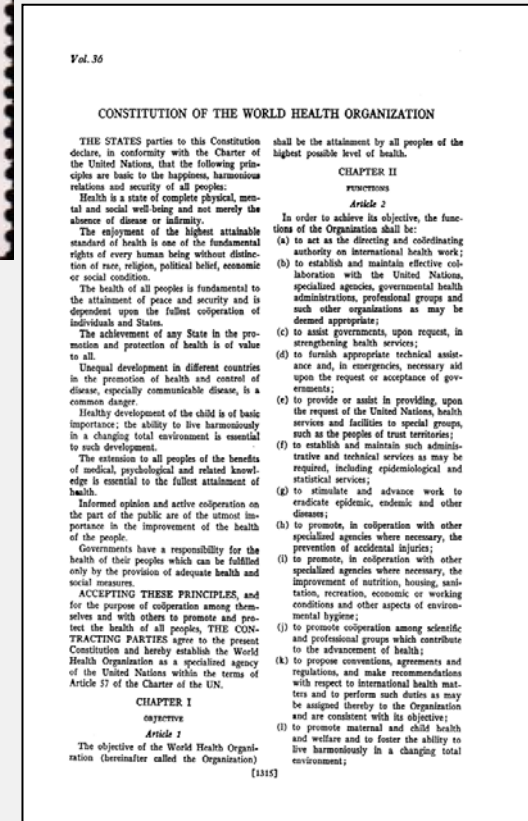 Vol. 36
CONSTITUTION OF THE WORLD HEALTH ORGANIZATION
THE STATES parties to this Constitution
declare, in conformity with the Charter of
the United Nations, that the following prin-
ciples are basic to the happiness, harmonious
relations and security of all peoples:
Health is a state of complete physical, men-
tal and social well-being and not merely the
absence of disease or infirmity.
The enjoyment of the highest attainable
standard of health is one of the fundamental
rights of every human being without distinc-
tion of race, religion, political belief, economic
or social condition.
The health of all peoples is fundamental to
the attainment of peace and security and is
dependent upon the fullest coöperation of
individuals and States.
The achievement of any State in the pro-
motion and protection of health is of value
to all.
Unequal development in different countries
in the promotion of health and control of
disease, especially communicable disease, is a
common danger.
Healthy development of the child is of basic
importance; the ability to live harmoniously
in a changing total environment is essential
to such development.
The extension to all peoples of the benefits
of medical, psychological and related knowl-
edge is essential to the fullest attainment of
health.
Informed opinion and active coöperation on
the part of the public are of the utmost im-
portance in the improvement of the health
of the people.
Governments have a responsibility for the
health of their peoples which can be fulfilled
only by the provision of adequate health and
social measures.
ACCEPTING THESE PRINCIPLES, and
for the purpose of coöperation among them-
selves and with others to promote and pro-
tect the health of all peoples, THE CON-
TRACTING PARTIES agree to the present
Constitution and hereby establish the World
Health Organization as a specialized agency
of the United Nations within the terms of
Article 57 of the Charter of the UN.
CHAPTER I
OBJECTIVE
Article 1
The objective of the World Health Organi-
zation (hereinafter called the Organization)
shall be the attainment by all peoples of the
highest possible level of health.
CHAPTER II
FUNCTIONS
Article 2
In order to achieve its objective, the func-
tions of the Organization shall be:
(a) to act as the directing and coördinating
authority on international health work;
(b) to establish and maintain effective col-
laboration with the United Nations,
specialized agencies, governmental health
administrations, professional groups and
such other organizations as may be
deemed appropriate;
(c) to assist governments, upon request, in
strengthening health services;
(d) to furnish appropriate technical assist-
ance and, in emergencies, necessary aid
upon the request or acceptance of gov-
ernments;
(e) to provide or assist in providing, upon
the request of the United Nations, health
services and facilities to special groups,
such as the peoples of trust territories;
(f) to establish and maintain such adminis-
trative and technical services as may be
required, including epidemiological and
statistical services;
(g) to stimulate and advance work to
eradicate epidemic, endemic and other
diseases;
(h) to promote, in coöperation with other
specialized agencies where necessary, the
prevention of accidental injuries;
(i) to promote, in coöperation with other
specialized agencies where necessary, the
improvement of nutrition, housing, sani-
tation, recreation, economic or working
conditions and other aspects of environ-
mental hygiene;
(j) to promote coöperation among scientific
and professional groups which contribute
to the advancement of health;
(k) to propose conventions, agreements and
regulations, and make recommendations
with respect to international health mat-
ters and to perform such duties as may
be assigned thereby to the Organization
and are consistent with its objective;
(l) to promote maternal and child health
and welfare and to foster the ability to
live harmoniously in a changing total
environment;
[1315]